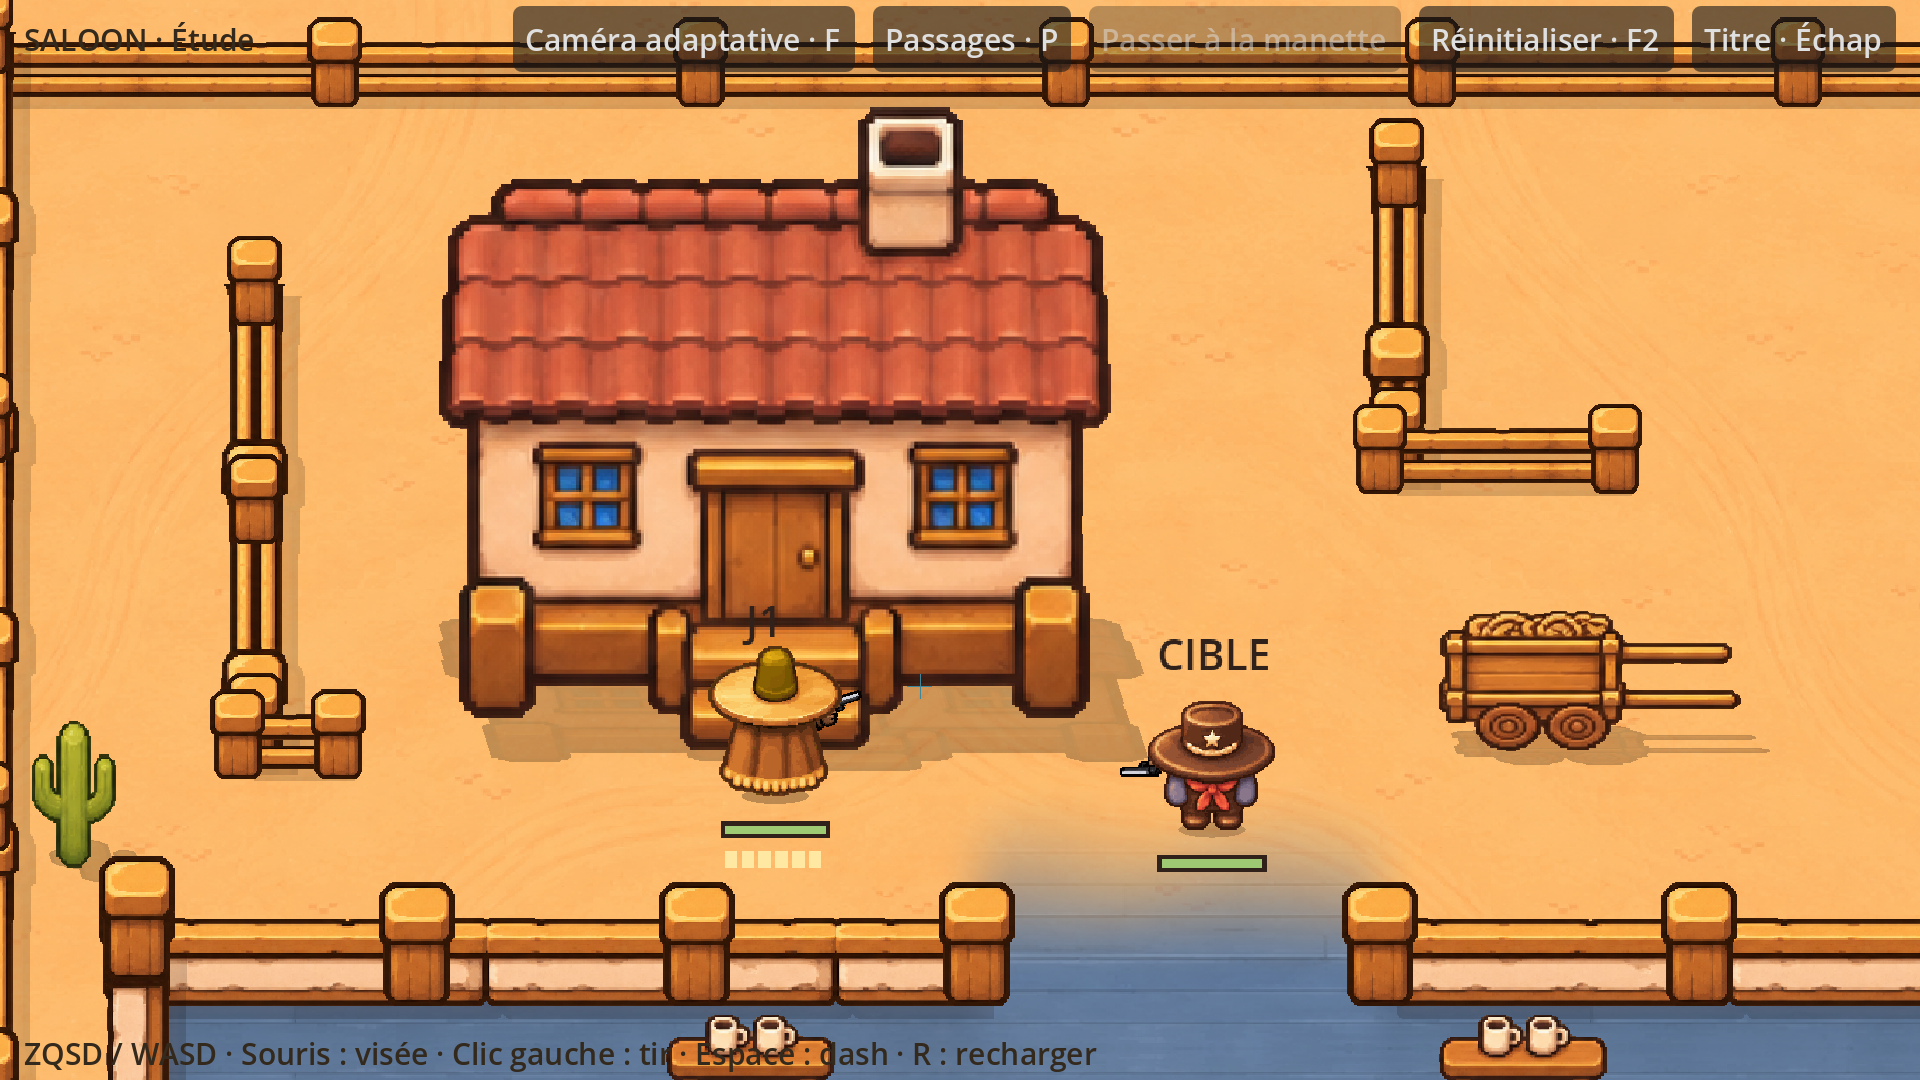 SALOON · Étude
Caméra adaptative · F
Passages · P
Passer à la manette
Réinitialiser · F2
Titre · Échap
J1
CIBLE
ZQSD / WASD · Souris : visée · Clic gauche : tir · Espace : dash · R : recharger